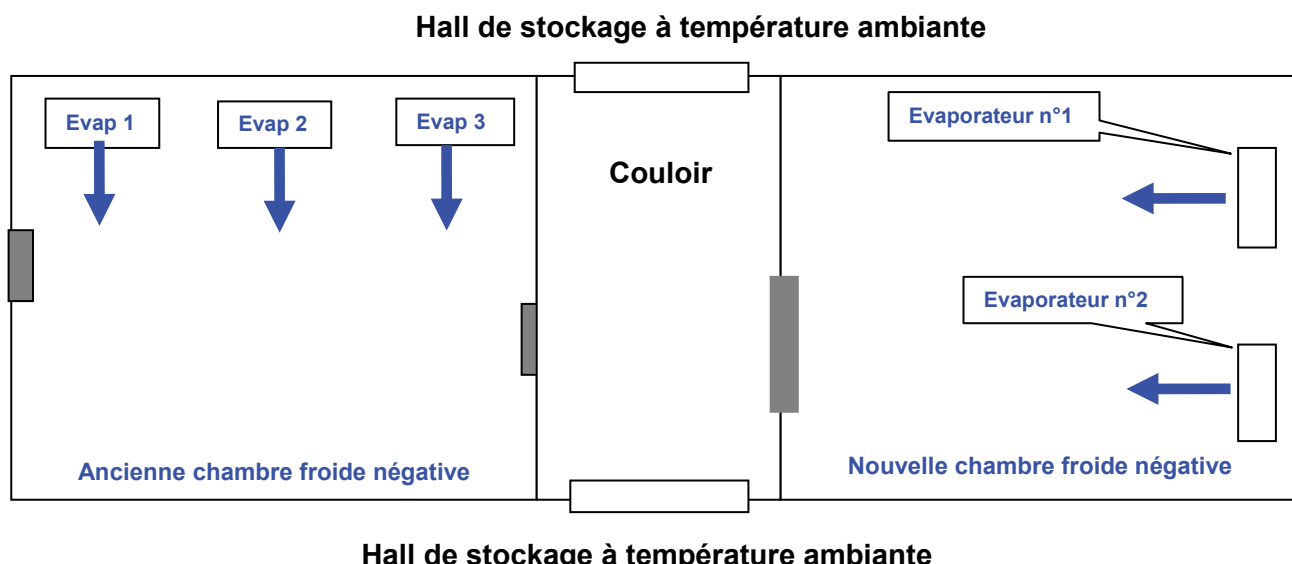 Hall de stockage à température ambiante
Evap 1
Evap 2
Evap 3
Evaporateur n°1
Couloir
Evaporateur n°2
Ancienne chambre froide négative
Nouvelle chambre froide négative
Hall de stockage à température ambiante